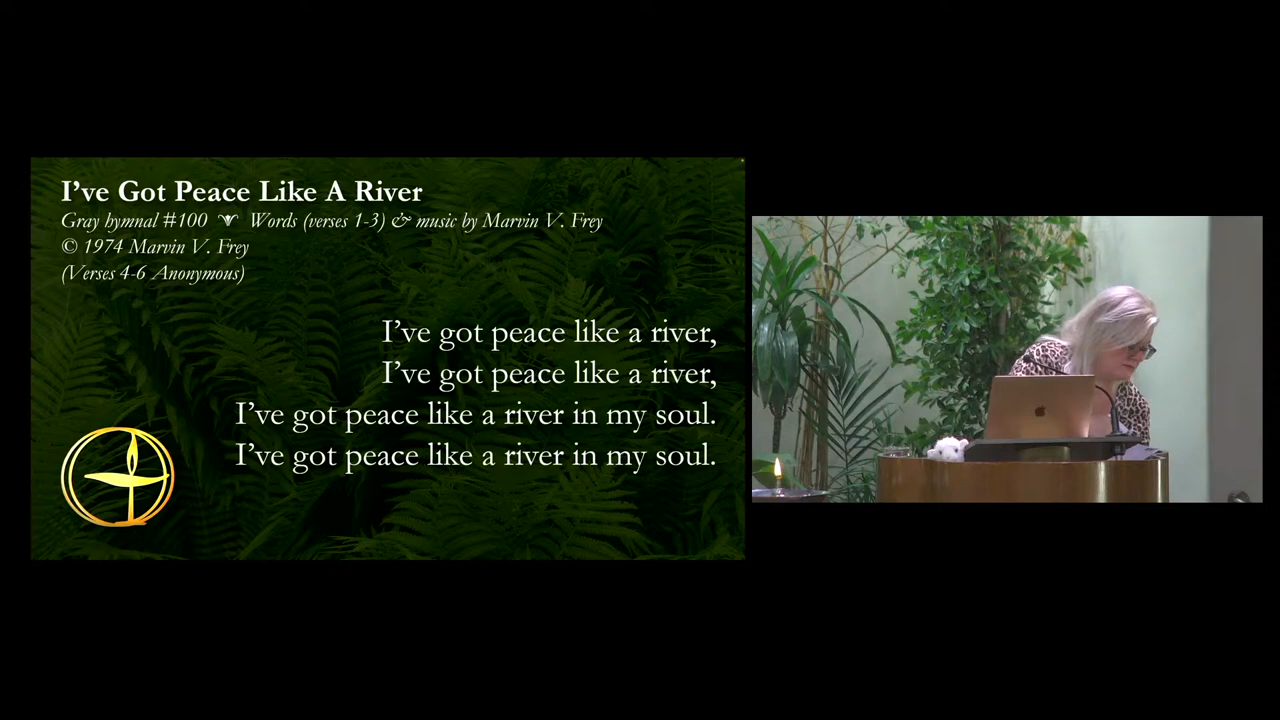 I've Got Peace Like A River
Gray hymnal #100 Words (verses 1-3) & music by Marvin V. Frey
© 1974 Marvin V. Frey
(Verses 4-6 Anonymous)
I've got peace like a river,
I've got peace like a river,
I've got peace like a river in my soul.
I've got peace like a river in my soul.